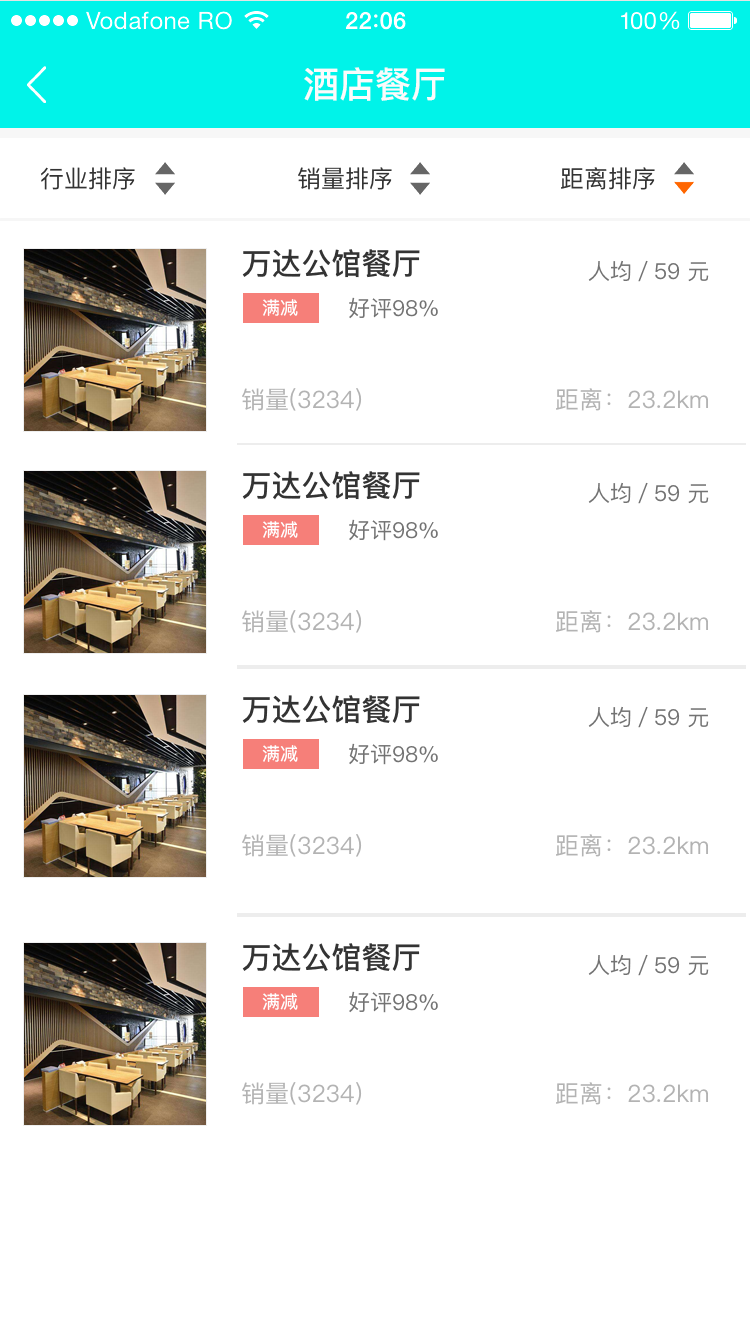 Vodafone RO 22:06 100%
酒店餐厅
行业排序 销量排序 距离排序
万达公馆餐厅 人均 / 59 元
满减 好评98%
销量(3234) 距离：23.2km
万达公馆餐厅 人均 / 59 元
满减 好评98%
销量(3234) 距离：23.2km
万达公馆餐厅 人均 / 59 元
满减 好评98%
销量(3234) 距离：23.2km
万达公馆餐厅 人均 / 59 元
满减 好评98%
销量(3234) 距离：23.2km